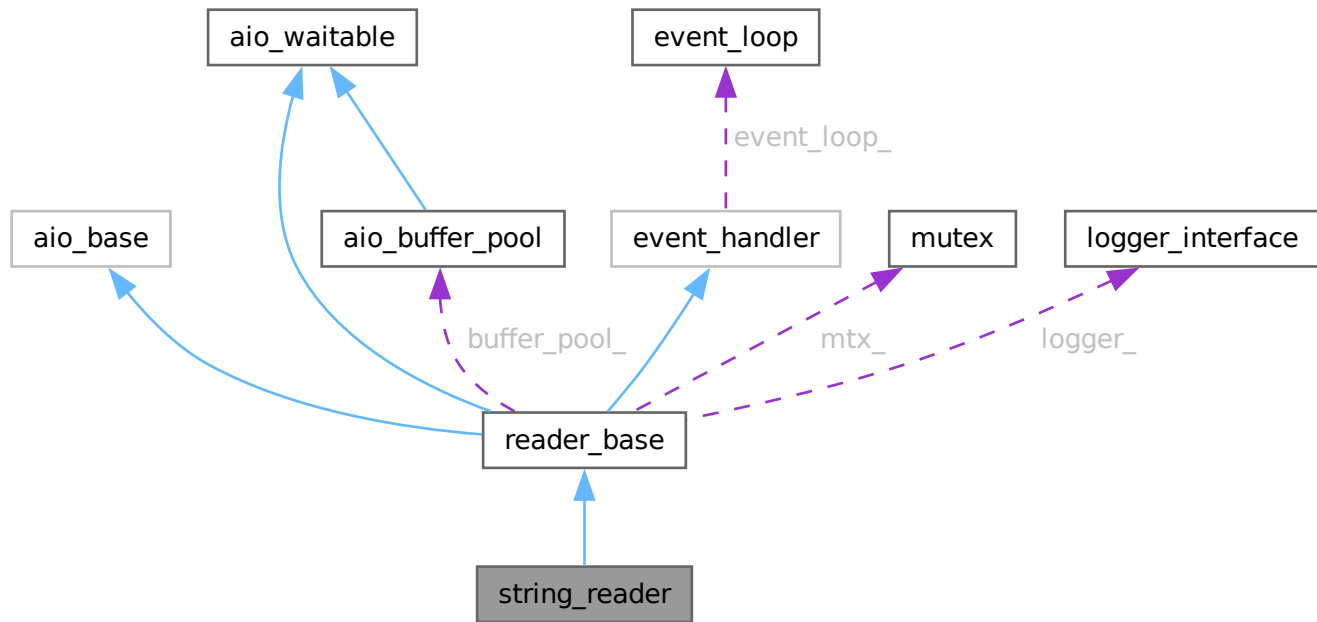 aio_waitable
event_loop
event_loop_
aio_base
aio_buffer_pool
event_handler
mutex
logger_interface
buffer_pool_
mtx_
logger_
reader_base
string_reader